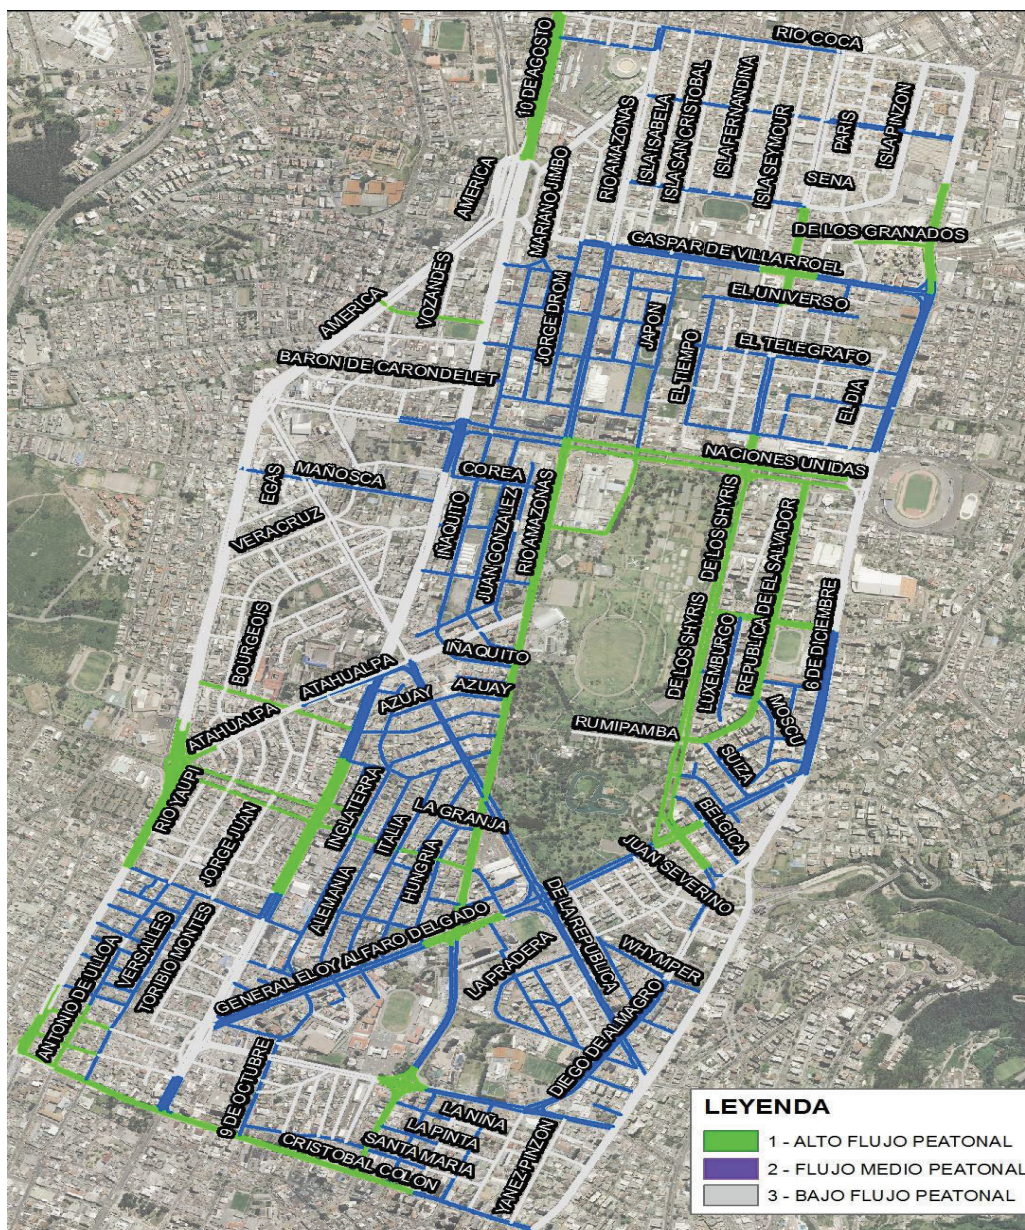 10 DE AGOSTO
RIO COCA
RIO AMAZONAS
ISLA ISABELA
ISLA SAN CRISTOBAL
ISLA FERNANDINA
ISLA SEYMOUR
PARIS
ISLA PINZON
AMERICA
MARIANO JIMBO
SENA
DE LOS GRANADOS
GASPAR DE VILLARROEL
AMERICA
VOZANDES
JORGE DROM
JAPON
EL UNIVERSO
EL TIEMPO
EL TELEGRAFO
EL DIA
BARON DE CARONDELET
NACIONES UNIDAS
EGAS
MAÑOSCA
COREA
VERACRUZ
IÑAQUITO
JUAN GONZALEZ
RIO AMAZONAS
DE LOS SHYRIS
REPUBLICA DE EL SALVADOR
BOURGEOIS
ATAHUALPA
IÑAQUITO
DE LOS SHYRIS
LUXEMBURGO
6 DE DICIEMBRE
AZUAY
AZUAY
MOSCU
ATAHUALPA
RUMIPAMBA
SUIZA
RIO YAUPI
INGLATERRA
LA GRANJA
BELGICA
JORGE JUAN
ITALIA
JUAN SEVERINO
ALEMANIA
HUNGRIA
DE LA REPUBLICA
VERSALLES
TORIBIO MONTES
GENERAL ELOY ALFARO DELGADO
LA PRADERA
WHYMPER
ANTONIO DE ULLOA
DIEGO DE ALMAGRO
9 DE OCTUBRE
LA NIÑA
LA PINTA
SANTA MARIA
CRISTOBAL COLON
YANEZ PINZON
LEYENDA
1 - ALTO FLUJO PEATONAL
2 - FLUJO MEDIO PEATONAL
3 - BAJO FLUJO PEATONAL